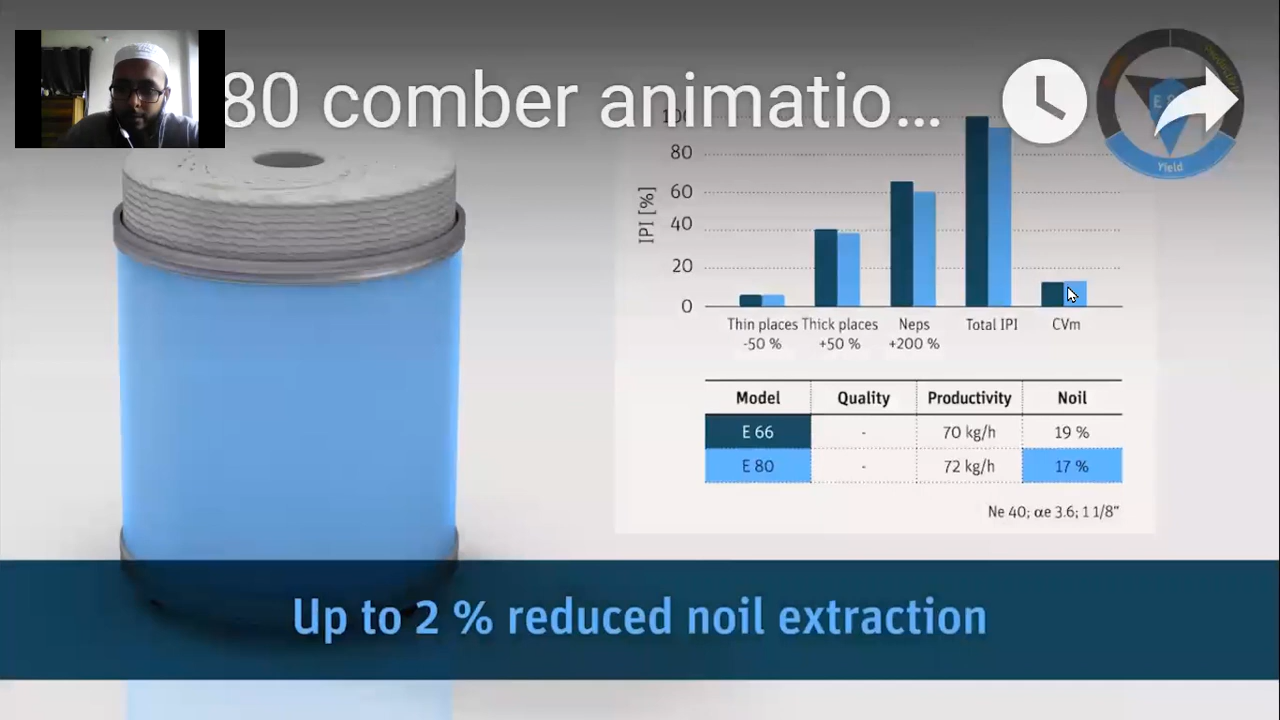 80 comber animatio...
E 8
Yield
100
80
60
40
20
0
IPI [%]
Thin places
-50 %
Thick places
+50 %
Neps
+200 %
Total IPI
CVm
Model Quality Productivity Noil
E 66 - 70 kg/h 19 %
E 80 - 72 kg/h 17 %
Ne 40; αe 3.6; 1 1/8"
Up to 2 % reduced noil extraction